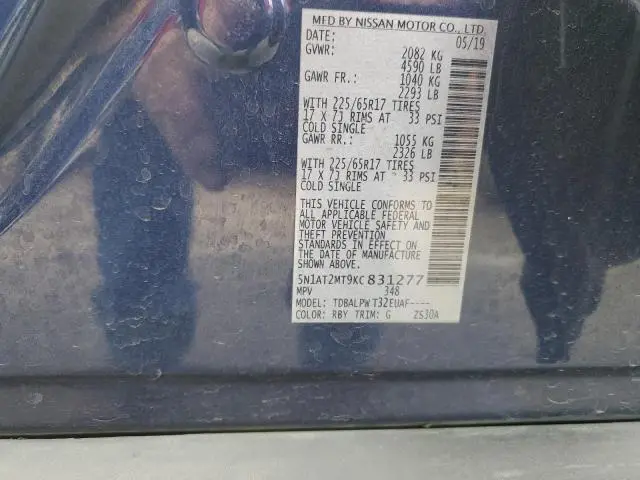 MFD BY NISSAN MOTOR CO., LTD.
DATE: 05/19
GVWR: 2082 KG
4590 LB
GAWR FR.: 1040 KG
2293 LB
WITH 225/65R17 TIRES
17 X 7J RIMS AT 33 PSI
COLD SINGLE
GAWR RR.: 1055 KG
2326 LB
WITH 225/65R17 TIRES
17 X 7J RIMS AT 33 PSI
COLD SINGLE
THIS VEHICLE CONFORMS TO
ALL APPLICABLE FEDERAL
MOTOR VEHICLE SAFETY AND
THEFT PREVENTION
STANDARDS IN EFFECT ON
THE DATE OF MANUFACTURE
SHOWN ABOVE.
5N1AT2MT9KC831277
MPV 348
MODEL: TDBALPW T32EUAF----
COLOR: RBY TRIM: G ZS30A